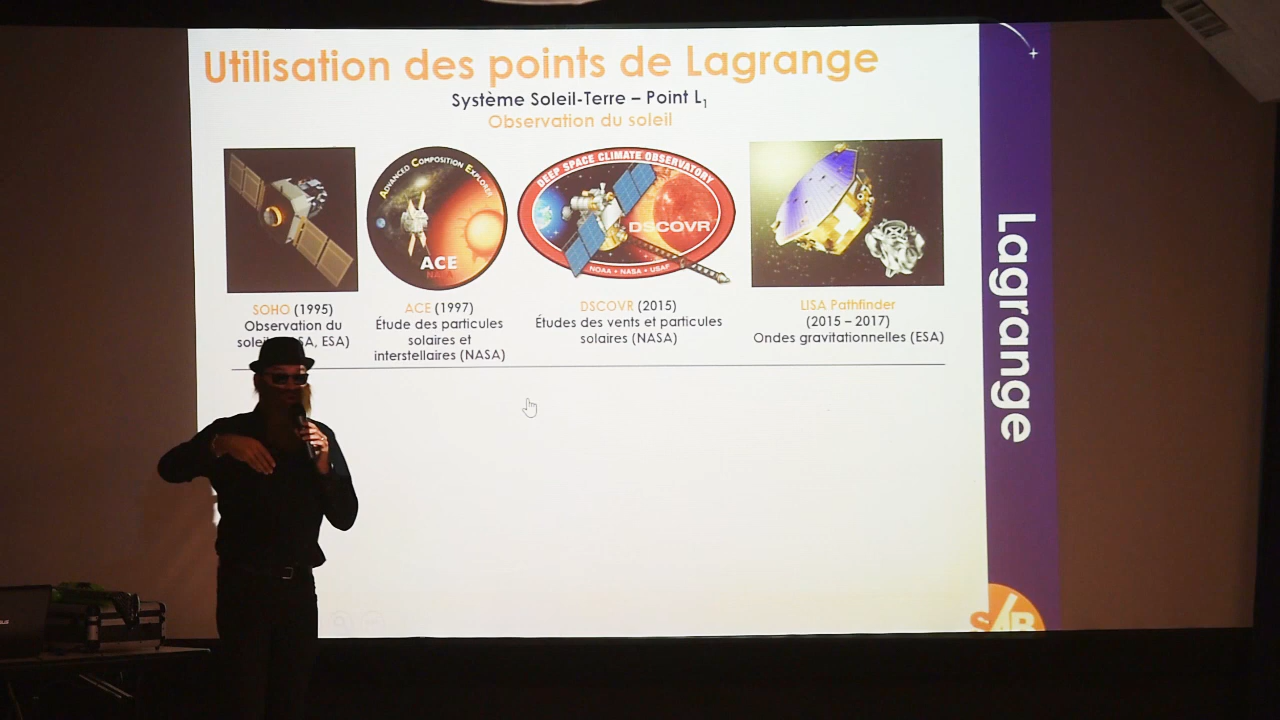 Utilisation des points de Lagrange
Système Soleil-Terre – Point L₁
Observation du soleil
ADVANCED COMPOSITION EXPLORER
ACE
NASA
DEEP SPACE CLIMATE OBSERVATORY
DSCOVR
NOAA • NASA • USAF
SOHO (1995)
Observation du
ESA)
ACE (1997)
Étude des particules
solaires et
interstellaires (NASA)
DSCOVR (2015)
Études des vents et particules
solaires (NASA)
LISA Pathfinder
(2015 – 2017)
Ondes gravitationnelles (ESA)
Lagrange